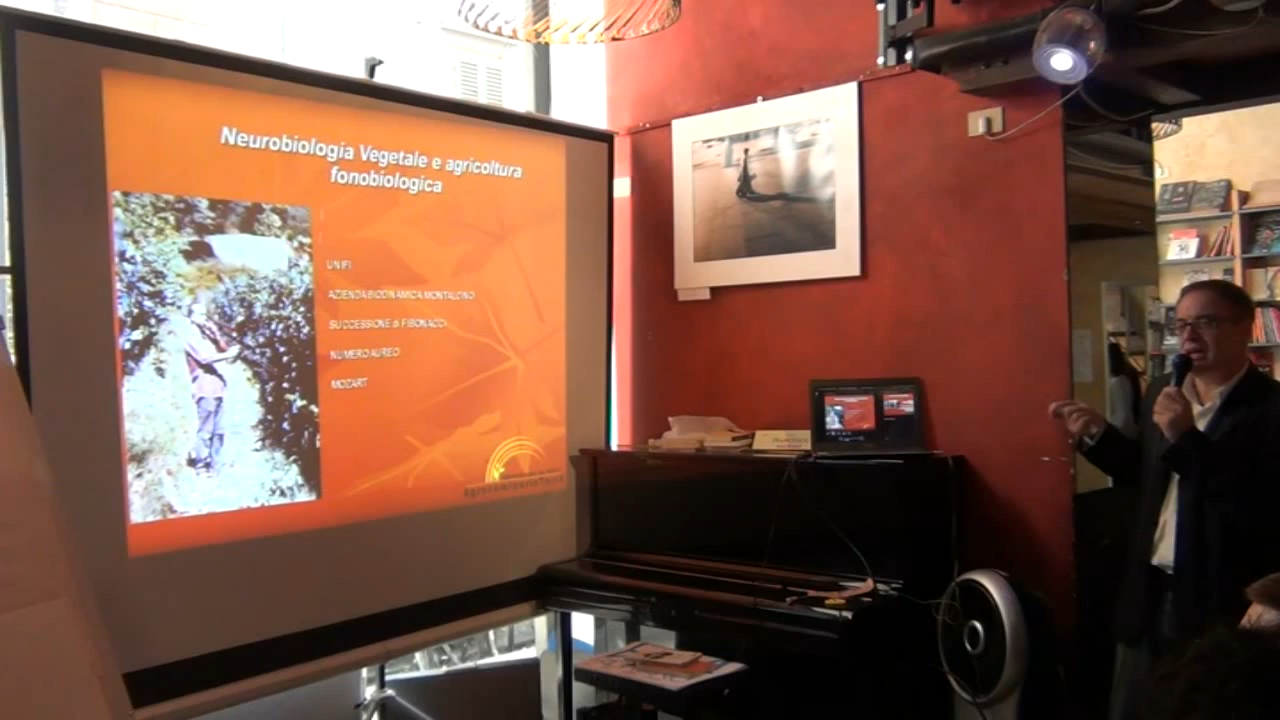 Neurobiologia Vegetale e agricoltura
fonobiologica
UNIFI
AZIENDA BIODINAMICA MONTALCINO
SUCCESSIONE di FIBONACCI
NUMERO AUREO
MOZART